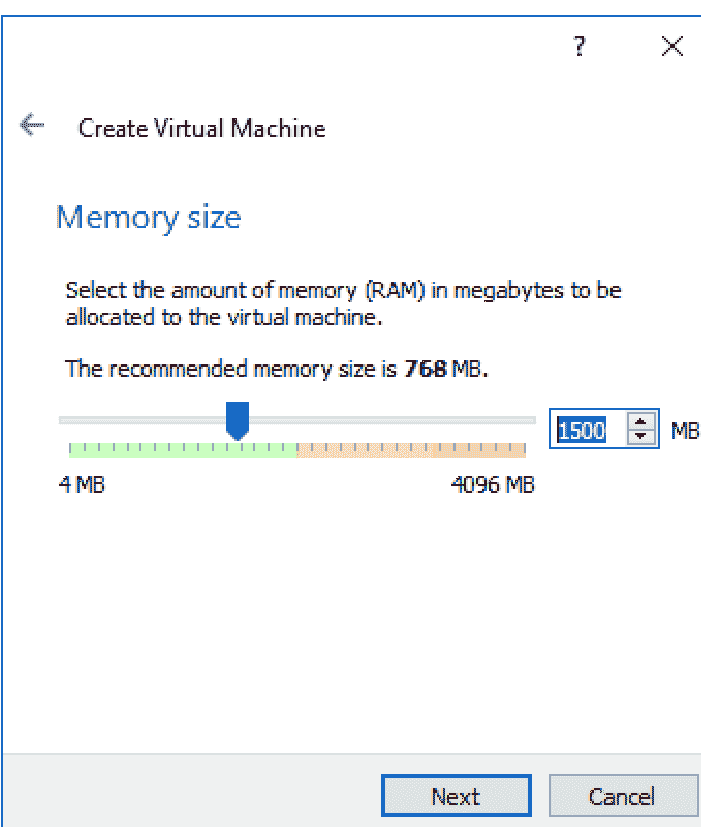 ?
Create Virtual Machine
Memory size
Select the amount of memory (RAM) in megabytes to be
allocated to the virtual machine.
The recommended memory size is 768 MB.
1500 MB
4 MB 4096 MB
Next Cancel